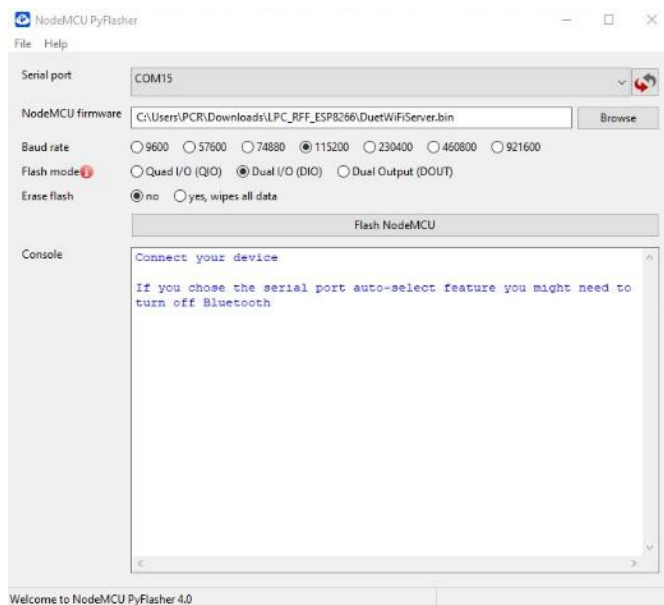 NodeMCU PyFlasher
File Help
Serial port
COM15
NodeMCU firmware
C:\Users\PCR\Downloads\LPC_RFF_ESP8266\DuetWiFiServer.bin
Browse
Baud rate
9600 57600 74880 115200 230400 460800 921600
Flash mode
Quad I/O (QIO) Dual I/O (DIO) Dual Output (DOUT)
Erase flash
no yes, wipes all data
Flash NodeMCU
Console
Connect your device
If you chose the serial port auto-select feature you might need to
turn off Bluetooth
Welcome to NodeMCU PyFlasher 4.0